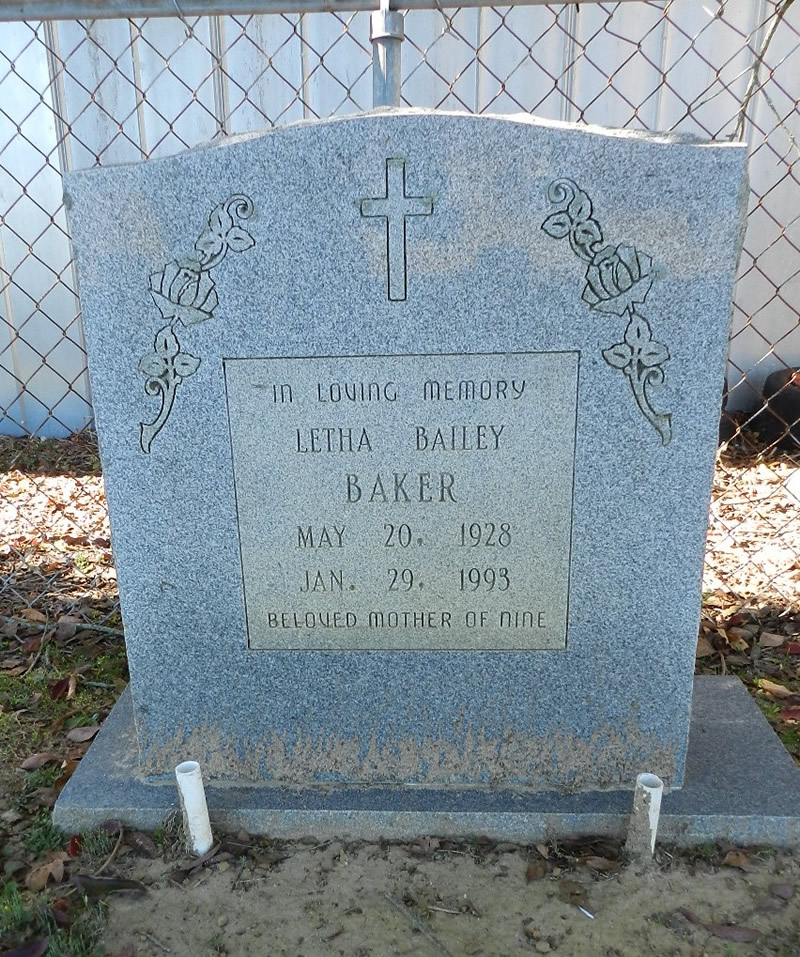 IN LOVING MEMORY
LETHA BAILEY
BAKER
MAY 20, 1928
JAN. 29, 1993
BELOVED MOTHER OF NINE